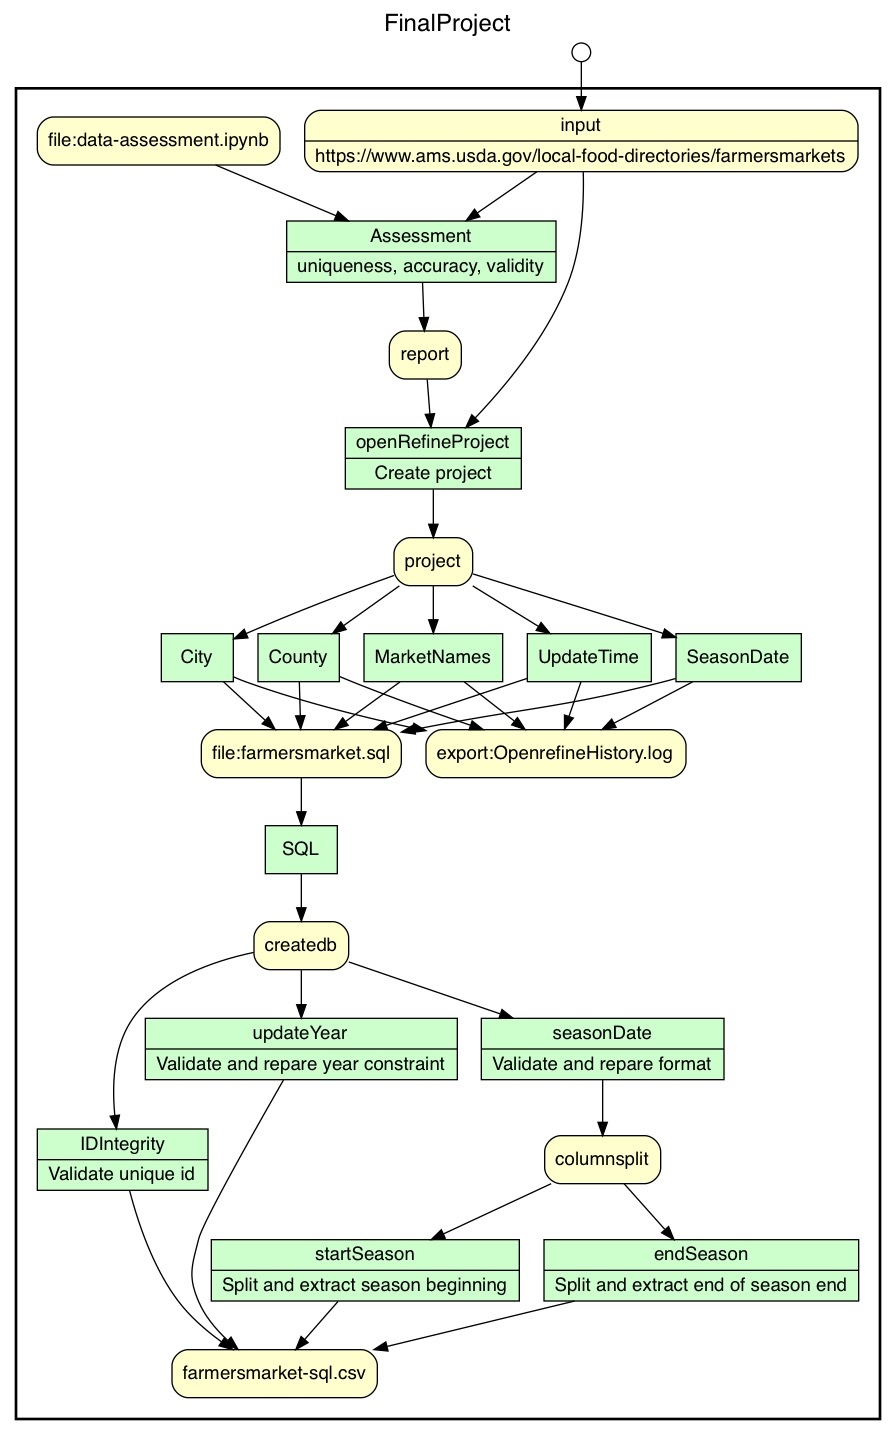 FinalProject
file:data-assessment.ipynb
input
https://www.ams.usda.gov/local-food-directories/farmersmarkets
Assessment
uniqueness, accuracy, validity
report
openRefineProject
Create project
project
City
County
MarketNames
UpdateTime
SeasonDate
file:farmersmarket.sql
export:OpenrefineHistory.log
SQL
createdb
updateYear
Validate and repare year constraint
seasonDate
Validate and repare format
IDIntegrity
Validate unique id
columnsplit
startSeason
Split and extract season beginning
endSeason
Split and extract end of season end
farmersmarket-sql.csv